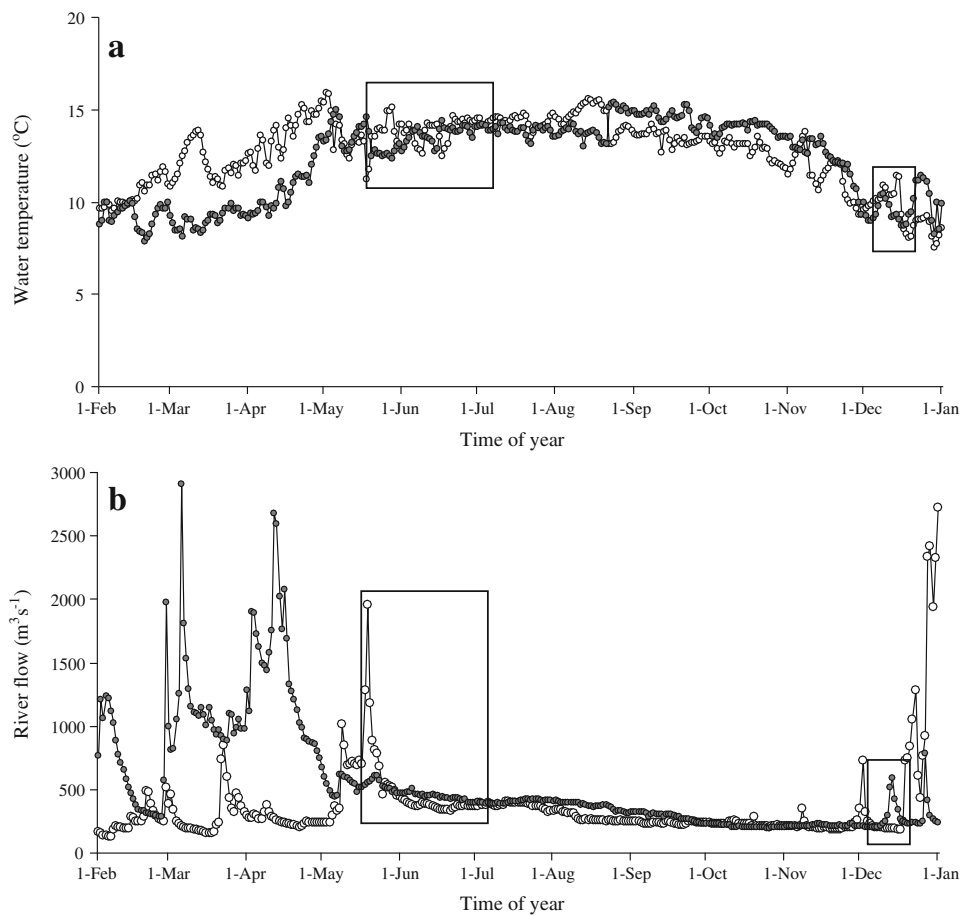 a
20
15
10
5
0
Water temperature (°C)
1-Feb 1-Mar 1-Apr 1-May 1-Jun 1-Jul 1-Aug 1-Sep 1-Oct 1-Nov 1-Dec 1-Jan
Time of year
b
3000
2500
2000
1500
1000
500
0
River flow (m³s⁻¹)
1-Feb 1-Mar 1-Apr 1-May 1-Jun 1-Jul 1-Aug 1-Sep 1-Oct 1-Nov 1-Dec 1-Jan
Time of year